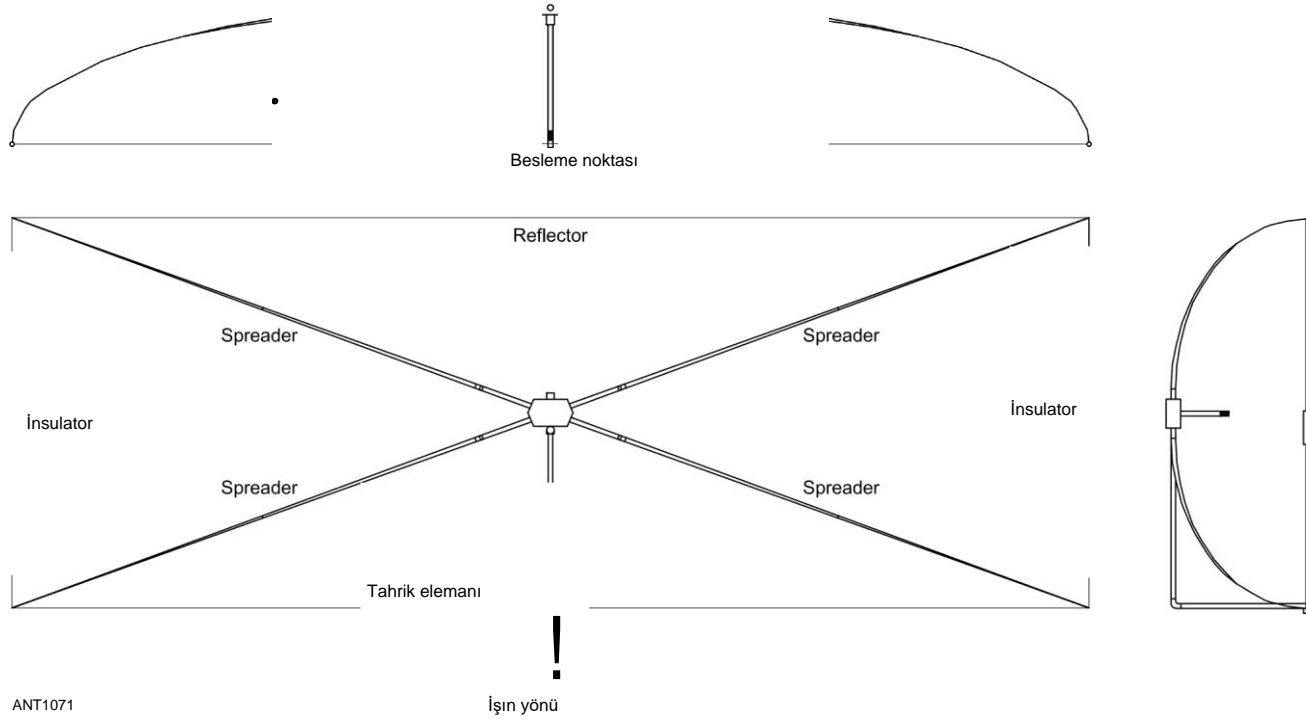 Besleme noktası
Reflector
Spreader
Spreader
İnsulator
İnsulator
Spreader
Spreader
Tahrik elemanı
!
ANT1071
İşın yönü